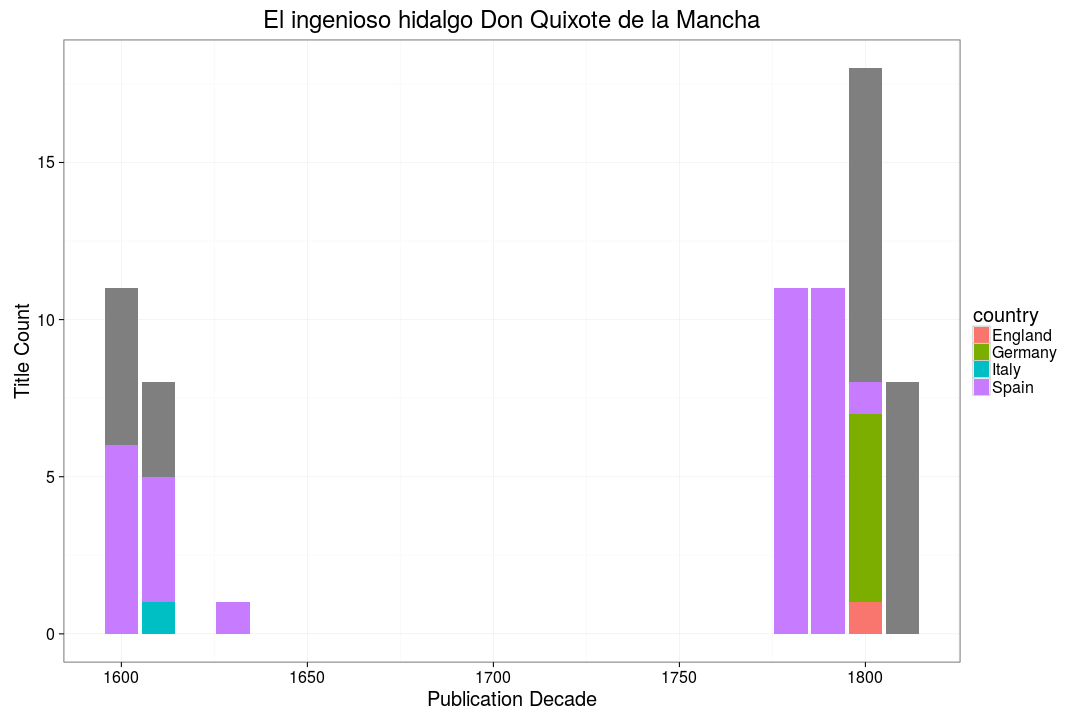 El ingenioso hidalgo Don Quixote de la Mancha
Title Count
15
10
5
0
1600 1650 1700 1750 1800
Publication Decade
country
England
Germany
Italy
Spain